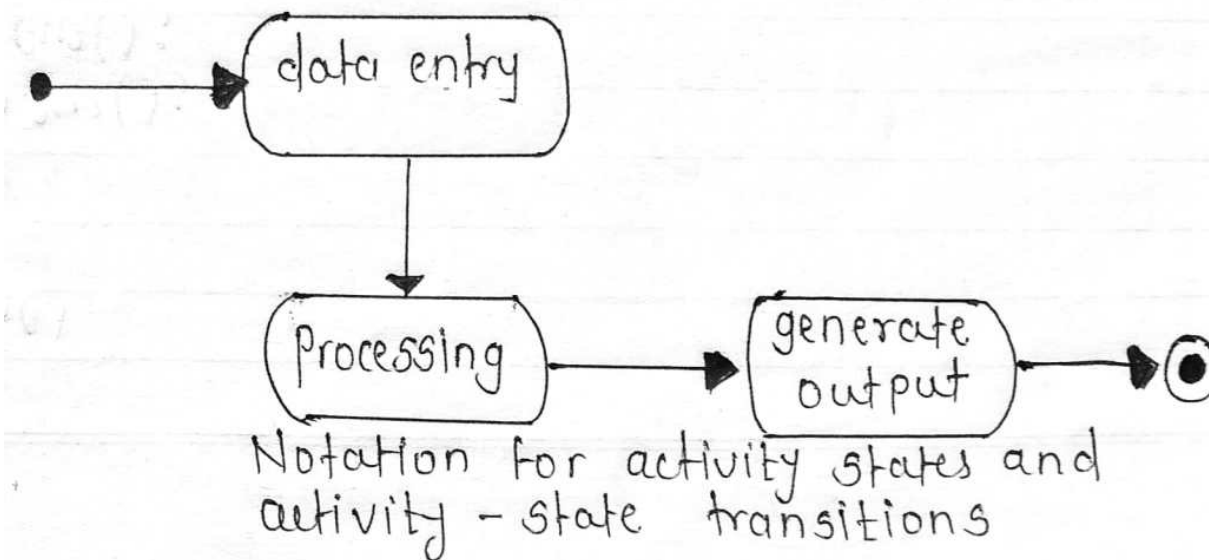 data entry
Processing
generate
output
Notation for activity states and
activity - state transitions